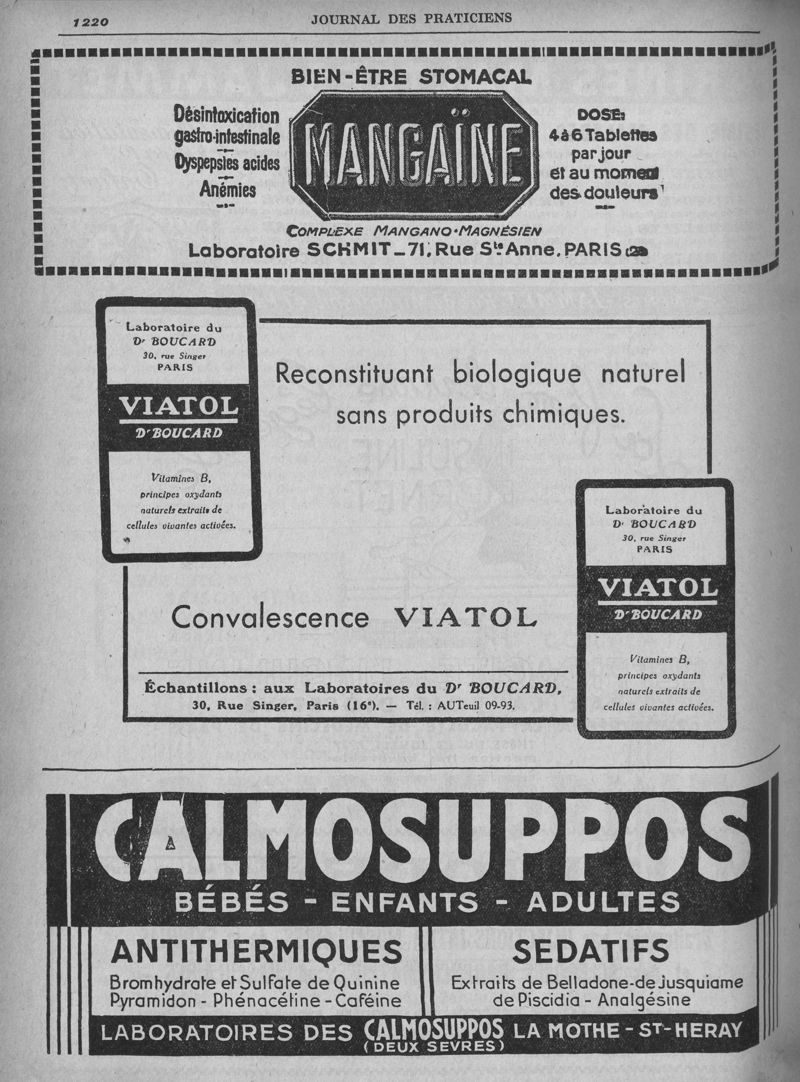 1220
JOURNAL DES PRATICIENS
BIEN-ÊTRE STOMACAL
Désintoxication
gastro-intestinale
Dyspepsies acides
Anémies
MANGAÏNE
DOSE:
4 à 6 Tablettes
par jour
et au moment
des douleurs
COMPLEXE MANGANO-MAGNÉSIEN
Laboratoire SCHMIT_71, Rue Ste Anne, PARIS
Laboratoire du
Dr BOUCARD
30, rue Singer
PARIS
VIATOL
Dr BOUCARD
Vitamines B,
principes oxydants
naturels extraits de
cellules vivantes activées.
Reconstituant biologique naturel
sans produits chimiques.
Laboratoire du
Dr BOUCARD
30, rue Singer
PARIS
VIATOL
Dr BOUCARD
Vitamines B,
principes oxydants
naturels extraits de
cellules vivantes activées.
Convalescence VIATOL
Échantillons : aux Laboratoires du Dr BOUCARD,
30, Rue Singer, Paris (16e). — Tél. : AUTeuil 09-93.
CALMOSUPPOS
BÉBÉS - ENFANTS - ADULTES
ANTITHERMIQUES
Bromhydrate et Sulfate de Quinine
Pyramidon - Phénacétine - Caféine
SEDATIFS
Extraits de Belladone-de jusquiame
de Piscidia - Analgésine
LABORATOIRES DES CALMOSUPPOS LA MOTHE - ST-HERAY
(DEUX SEVRES)